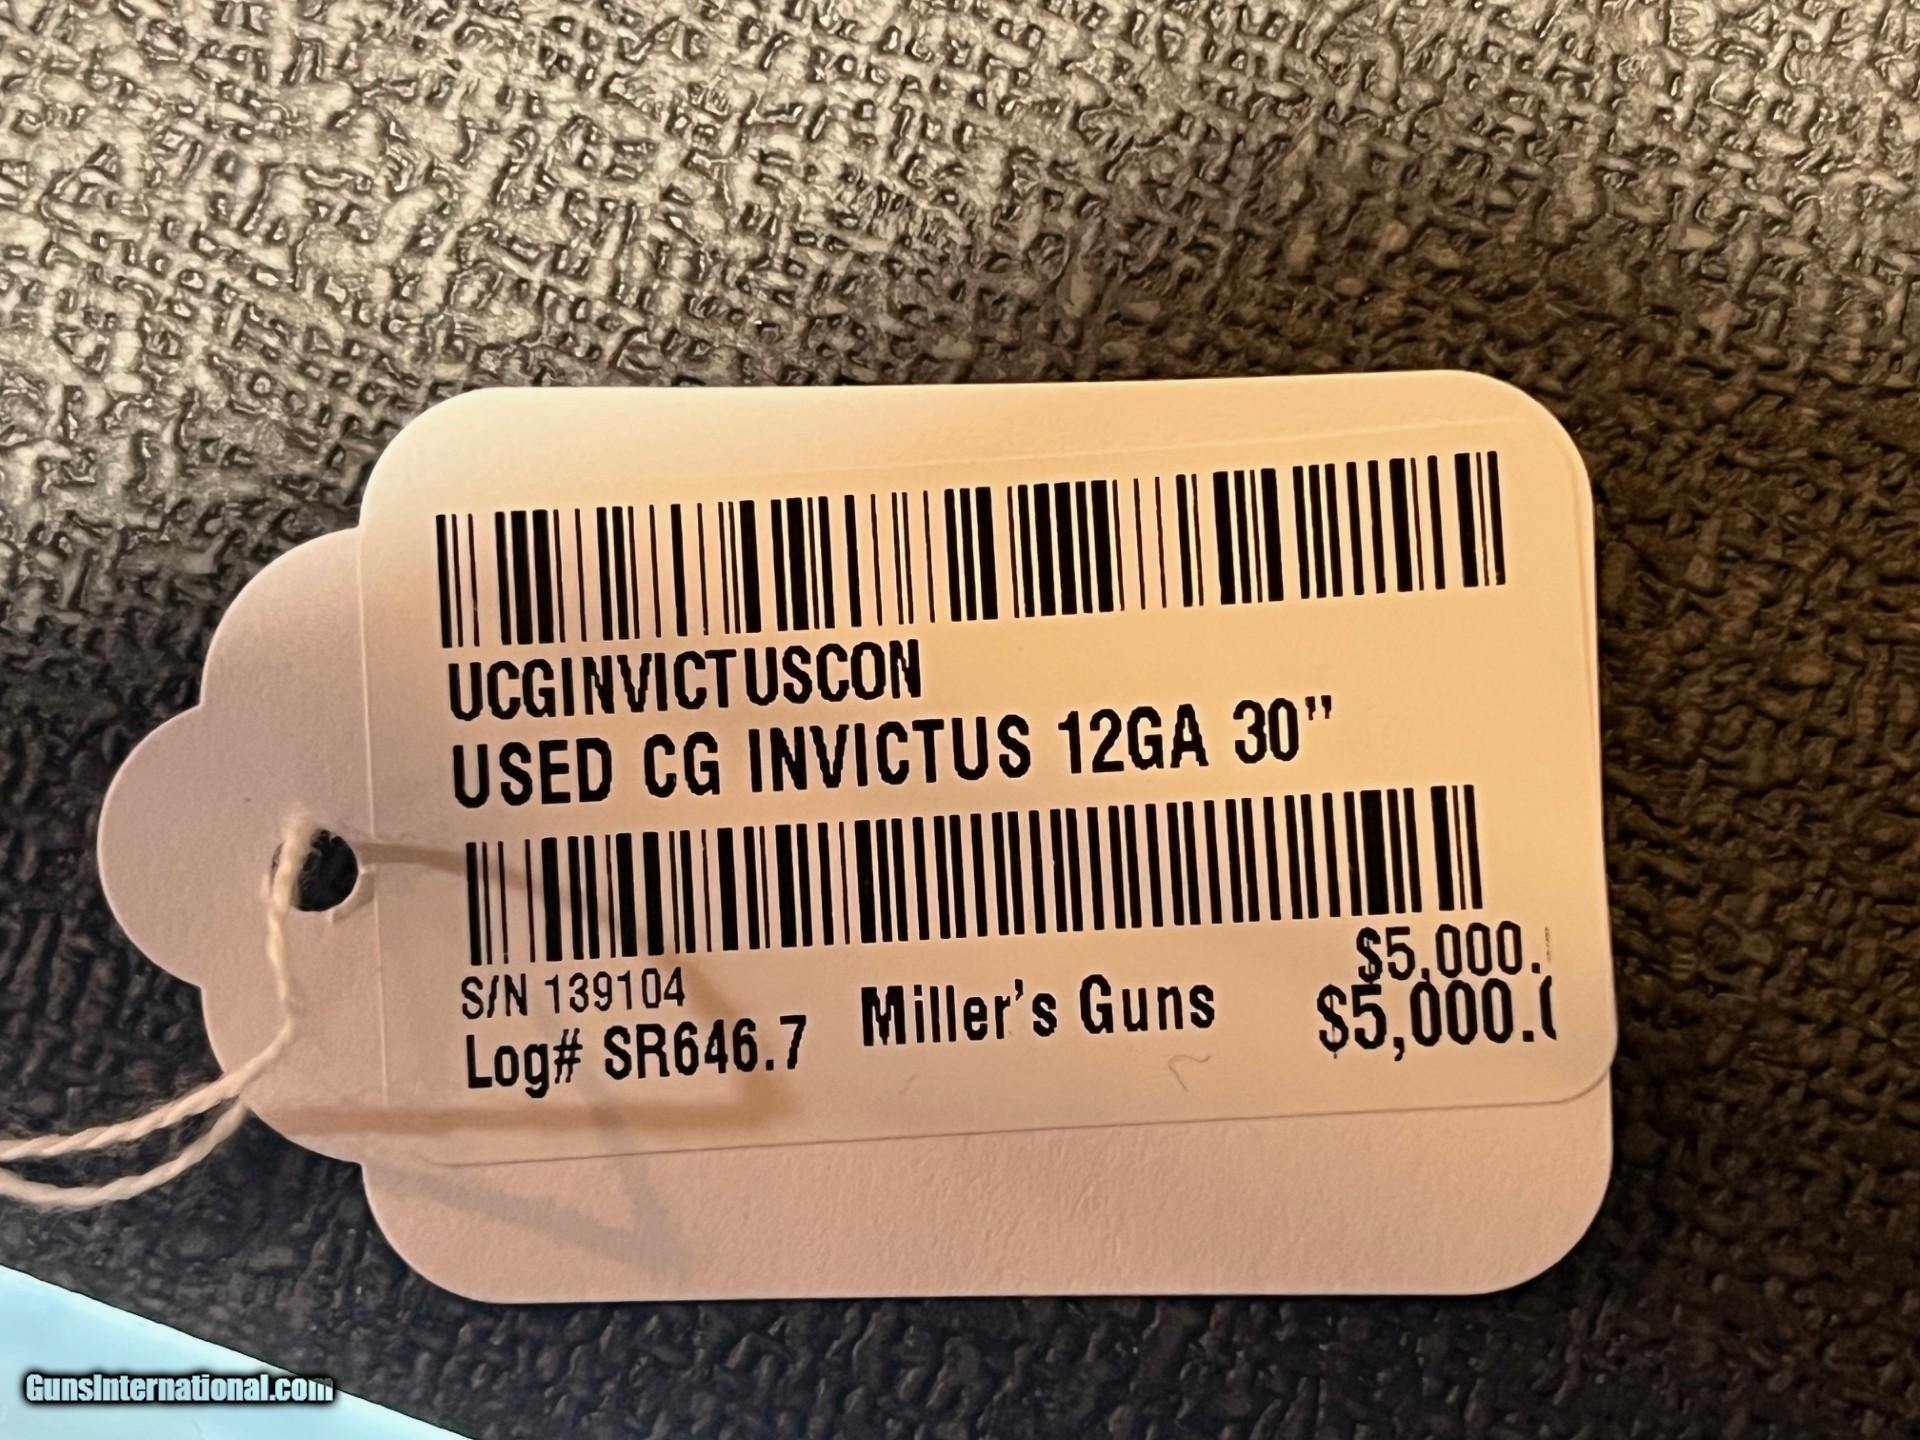 UCGINVICTUSCON
USED CG INVICTUS 12GA 30"
$5,000.
S/N 139104
Miller's Guns
$5,000.
Log# SR646.7
GunsInternational.com